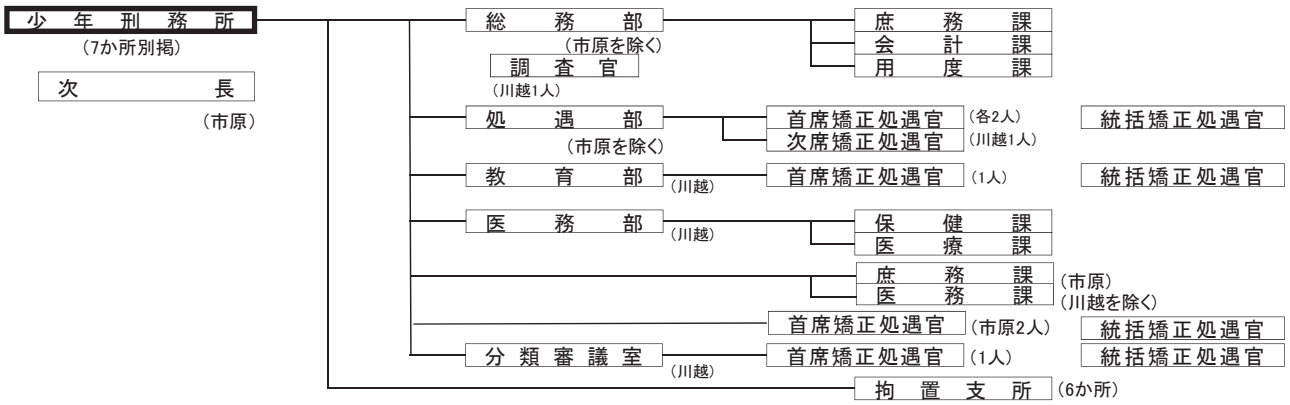 少年刑務所 総務部 庶務課
(7か所別掲) (市原を除く) 会計課
調査官 用度課
次長 (川越1人)
(市原) 処遇部 首席矯正処遇官 (各2人) 統括矯正処遇官
(市原を除く) 次席矯正処遇官 (川越1人)
教育部 (川越) 首席矯正処遇官 (1人) 統括矯正処遇官
医務部 (川越) 保健課
医療課
庶務課 (市原)
医務課 (川越を除く)
首席矯正処遇官 (市原2人) 統括矯正処遇官
分類審議室 (川越) 首席矯正処遇官 (1人) 統括矯正処遇官
拘置支所 (6か所)